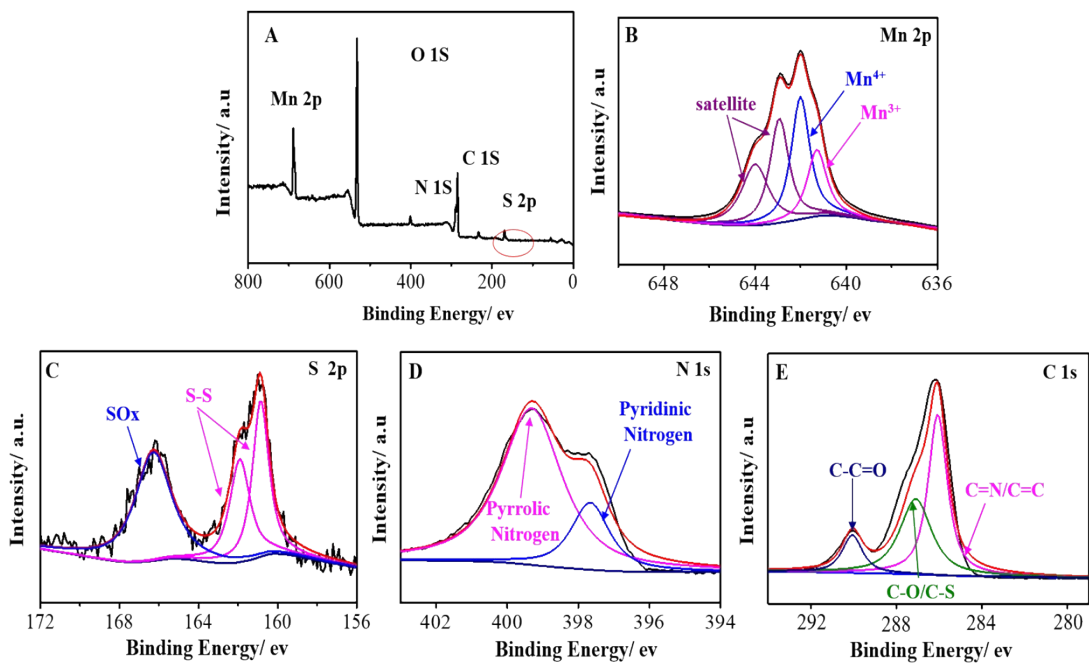 A
O 1S
Mn 2p
C 1S
N 1S
S 2p
Intensity/ a.u
800 600 400 200 0
Binding Energy/ ev
B
Mn 2p
Mn⁴⁺
satellite
Mn³⁺
Intensity/ a.u
648 644 640 636
Binding Energy/ ev
C
S 2p
S-S
SOx
Intensity/ a.u
172 168 164 160 156
Binding Energy/ ev
D
N 1s
Pyridinic
Nitrogen
Pyrrolic
Nitrogen
Intensity/ a.u
402 400 398 396 394
Binding Energy/ ev
E
C 1s
C-C=O
C=N/C=C
C-O/C-S
Intensity/ a.u
292 288 284 280
Binding Energy/ ev